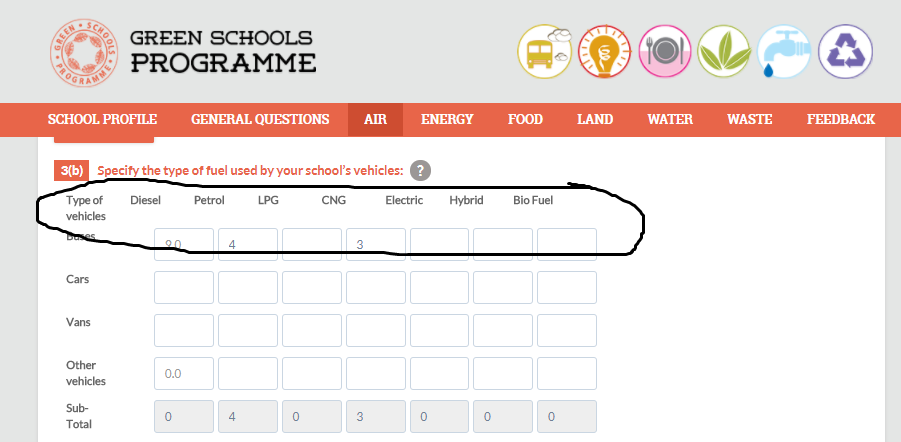 GREEN SCHOOLS
PROGRAMME
GREEN SCHOOLS
PROGRAMME
SCHOOL PROFILE GENERAL QUESTIONS AIR ENERGY FOOD LAND WATER WASTE FEEDBACK
3(b) Specify the type of fuel used by your school's vehicles: ?
Type of vehicles Diesel Petrol LPG CNG Electric Hybrid Bio Fuel
Buses 9.0 4 3
Cars
Vans
Other vehicles 0.0
Sub-Total 0 4 0 3 0 0 0